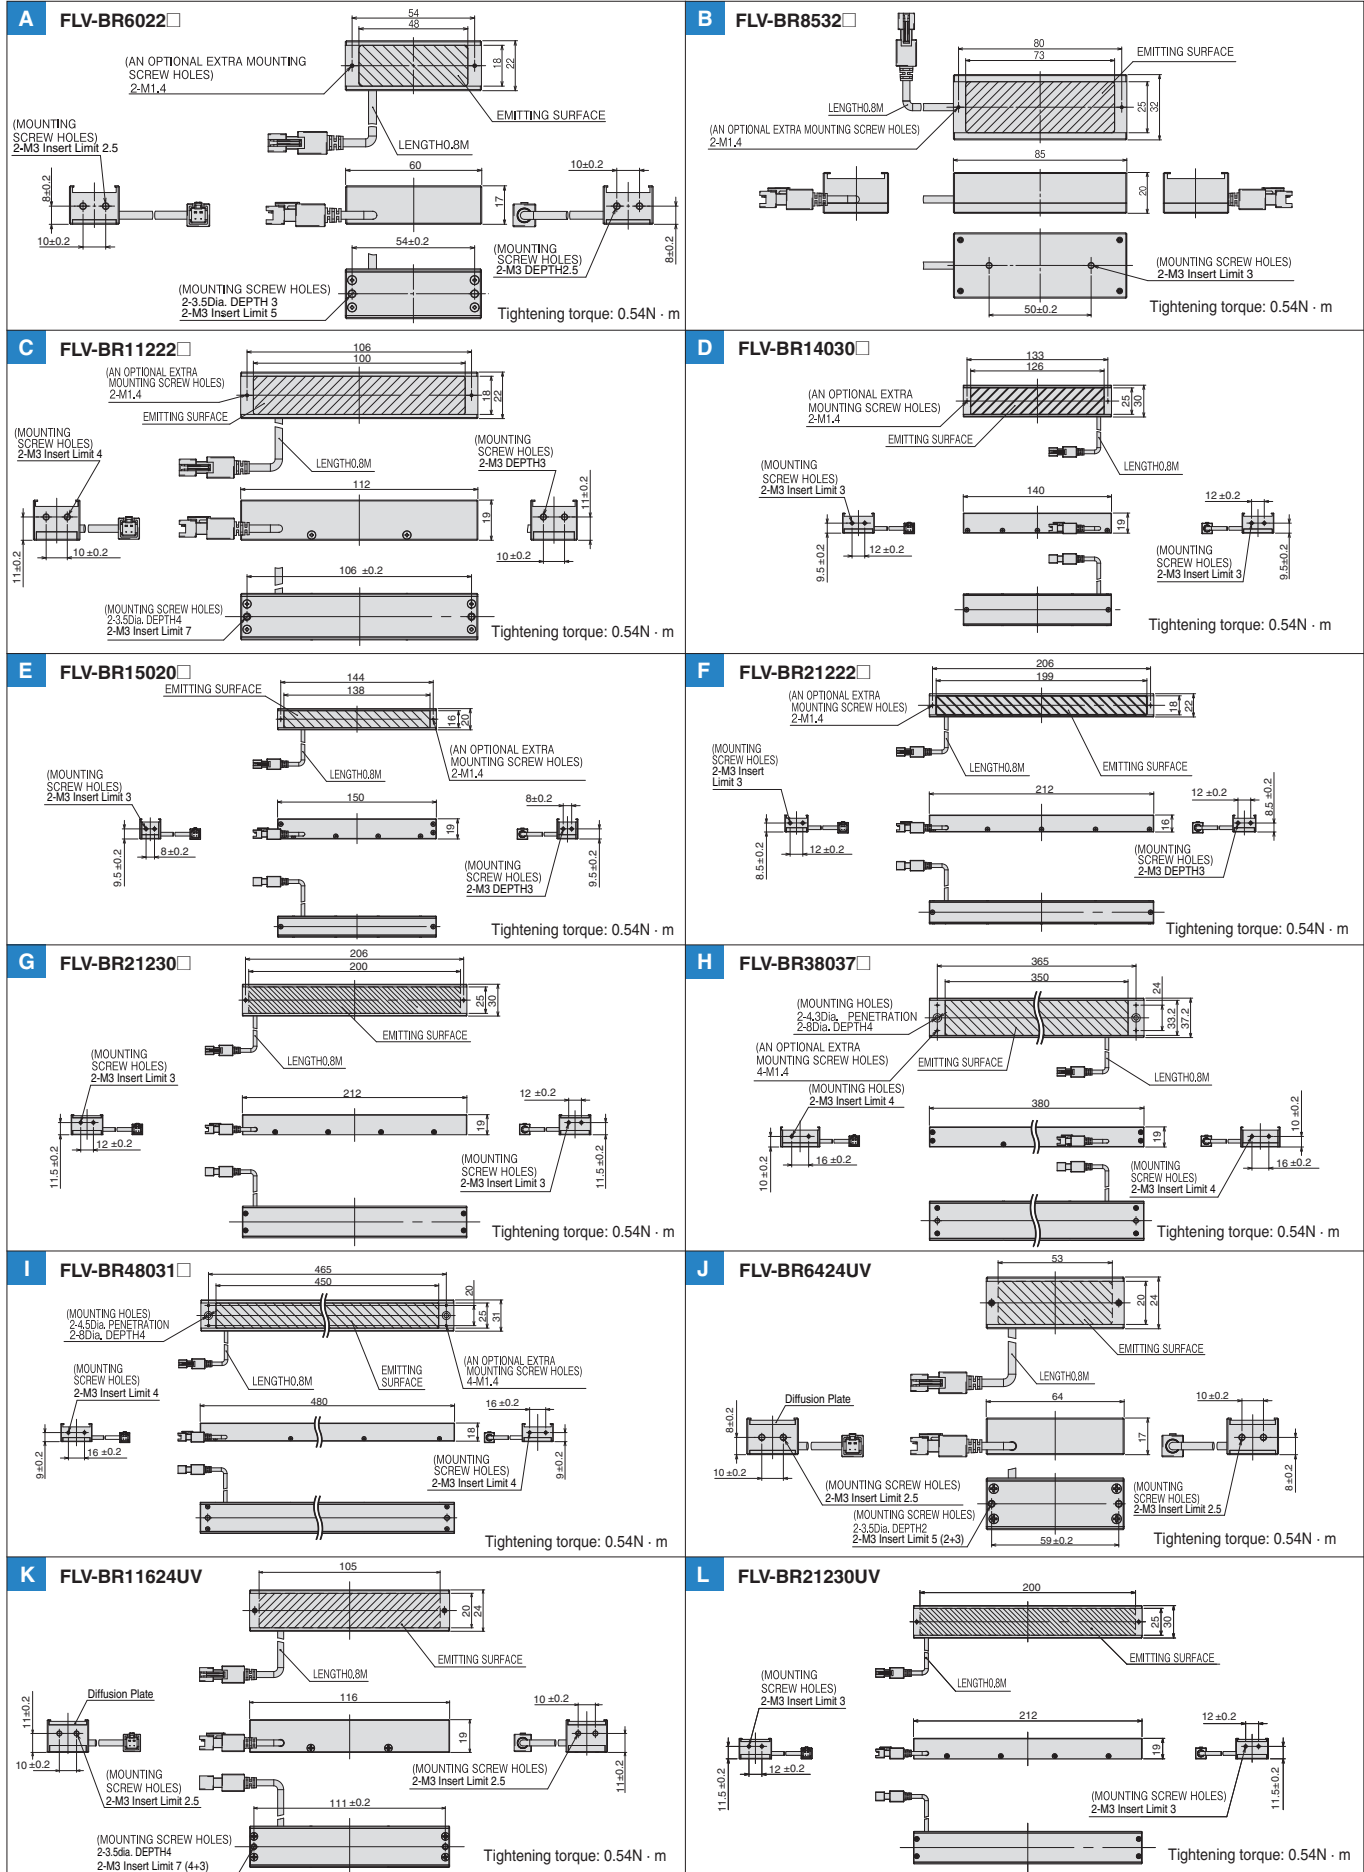 A FLV-BR6022□
54
48
(AN OPTIONAL EXTRA MOUNTING
SCREW HOLES)
2-M1.4
18
22
EMITTING SURFACE
LENGTH0.8M
(MOUNTING
SCREW HOLES)
2-M3 Insert Limit 2.5
8±0.2
10±0.2
60
17
10±0.2
8±0.2
(MOUNTING
SCREW HOLES)
2-M3 DEPTH2.5
54±0.2
(MOUNTING SCREW HOLES)
2-3.5Dia. DEPTH 3
2-M3 Insert Limit 5
Tightening torque: 0.54N · m
B FLV-BR8532□
80
73
EMITTING SURFACE
LENGTH0.8M
25
32
(AN OPTIONAL EXTRA MOUNTING SCREW HOLES)
2-M1.4
85
20
(MOUNTING SCREW HOLES)
2-M3 Insert Limit 3
50±0.2
Tightening torque: 0.54N · m
C FLV-BR11222□
106
100
(AN OPTIONAL EXTRA
MOUNTING SCREW HOLES)
2-M1.4
18
22
EMITTING SURFACE
(MOUNTING
SCREW HOLES)
2-M3 Insert Limit 4
LENGTH0.8M
(MOUNTING
SCREW HOLES)
2-M3 DEPTH3
112
19
11±0.2
10 ±0.2
11±0.2
10 ±0.2
106 ±0.2
(MOUNTING SCREW HOLES)
2-3.5Dia. DEPTH4
2-M3 Insert Limit 7
Tightening torque: 0.54N · m
D FLV-BR14030□
133
126
(AN OPTIONAL EXTRA
MOUNTING SCREW HOLES)
2-M1.4
25
30
EMITTING SURFACE
LENGTH0.8M
(MOUNTING
SCREW HOLES)
2-M3 Insert Limit 3
140
19
12 ±0.2
9.5±0.2
12 ±0.2
9.5±0.2
(MOUNTING
SCREW HOLES)
2-M3 Insert Limit 3
Tightening torque: 0.54N · m
E FLV-BR15020□
EMITTING SURFACE
144
138
16
20
(AN OPTIONAL EXTRA
MOUNTING SCREW HOLES)
2-M1.4
LENGTH0.8M
(MOUNTING
SCREW HOLES)
2-M3 Insert Limit 3
150
19
8±0.2
9.5±0.2
8±0.2
9.5±0.2
(MOUNTING
SCREW HOLES)
2-M3 DEPTH3
Tightening torque: 0.54N · m
F FLV-BR21222□
206
199
(AN OPTIONAL EXTRA
MOUNTING SCREW HOLES)
2-M1.4
18
22
(MOUNTING
SCREW HOLES)
2-M3 Insert
Limit 3
LENGTH0.8M
EMITTING SURFACE
212
16
12 ±0.2
8.5 ±0.2
8.5±0.2
12±0.2
(MOUNTING
SCREW HOLES)
2-M3 DEPTH3
Tightening torque: 0.54N · m
G FLV-BR21230□
206
200
25
30
EMITTING SURFACE
LENGTH0.8M
(MOUNTING
SCREW HOLES)
2-M3 Insert Limit 3
212
19
12 ±0.2
11.5±0.2
12 ±0.2
11.5±0.2
(MOUNTING
SCREW HOLES)
2-M3 Insert Limit 3
Tightening torque: 0.54N · m
H FLV-BR38037□
365
350
24
33.2
37.2
(MOUNTING HOLES)
2-4.3Dia. PENETRATION
2-8Dia. DEPTH4
(AN OPTIONAL EXTRA
MOUNTING SCREW HOLES)
4-M1.4
EMITTING SURFACE
LENGTH0.8M
(MOUNTING HOLES)
2-M3 Insert Limit 4
380
19
10 ±0.2
10±0.2
16 ±0.2
16 ±0.2
(MOUNTING
SCREW HOLES)
2-M3 Insert Limit 4
Tightening torque: 0.54N · m
I FLV-BR48031□
465
450
20
25
31
(MOUNTING HOLES)
2-4.5Dia. PENETRATION
2-8Dia. DEPTH4
(MOUNTING
SCREW HOLES)
2-M3 Insert Limit 4
LENGTH0.8M
EMITTING
SURFACE
(AN OPTIONAL EXTRA
MOUNTING SCREW HOLES)
4-M1.4
480
18
16 ±0.2
9±0.2
16 ±0.2
9±0.2
(MOUNTING
SCREW HOLES)
2-M3 Insert Limit 4
Tightening torque: 0.54N · m
J FLV-BR6424UV
53
20
24
EMITTING SURFACE
LENGTH0.8M
Diffusion Plate
64
17
10 ±0.2
8±0.2
10 ±0.2
8±0.2
(MOUNTING SCREW HOLES)
2-M3 Insert Limit 2.5
(MOUNTING SCREW HOLES)
2-3.5Dia. DEPTH2
2-M3 Insert Limit 5 (2+3)
59±0.2
(MOUNTING
SCREW HOLES)
2-M3 Insert Limit 2.5
Tightening torque: 0.54N · m
K FLV-BR11624UV
105
20
24
EMITTING SURFACE
LENGTH0.8M
Diffusion Plate
116
19
10 ±0.2
11±0.2
10 ±0.2
11±0.2
(MOUNTING
SCREW HOLES)
2-M3 Insert Limit 2.5
(MOUNTING SCREW HOLES)
2-M3 Insert Limit 2.5
111 ±0.2
(MOUNTING SCREW HOLES)
2-3.5dia. DEPTH4
2-M3 Insert Limit 7 (4+3)
Tightening torque: 0.54N · m
L FLV-BR21230UV
200
25
30
EMITTING SURFACE
LENGTH0.8M
(MOUNTING
SCREW HOLES)
2-M3 Insert Limit 3
212
19
12 ±0.2
11.5±0.2
12 ±0.2
11.5±0.2
(MOUNTING SCREW HOLES)
2-M3 Insert Limit 3
Tightening torque: 0.54N · m